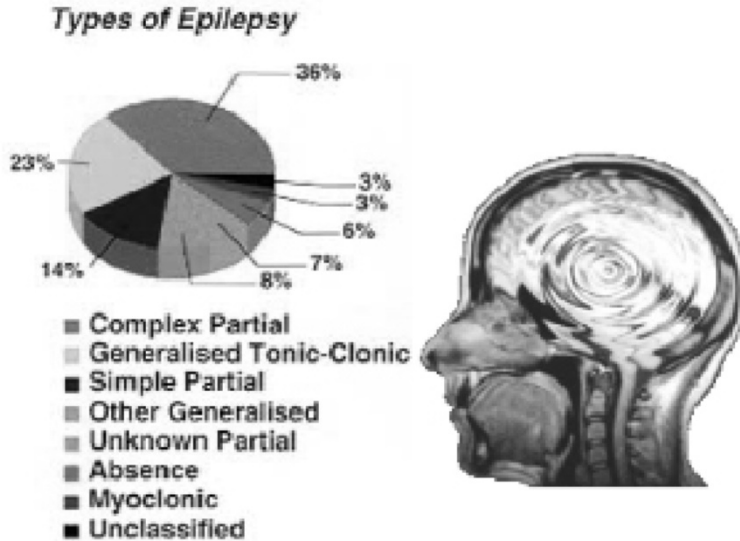 Types of Epilepsy
36%
23%
3%
3%
6%
7%
8%
14%
Complex Partial
Generalised Tonic-Clonic
Simple Partial
Other Generalised
Unknown Partial
Absence
Myoclonic
Unclassified